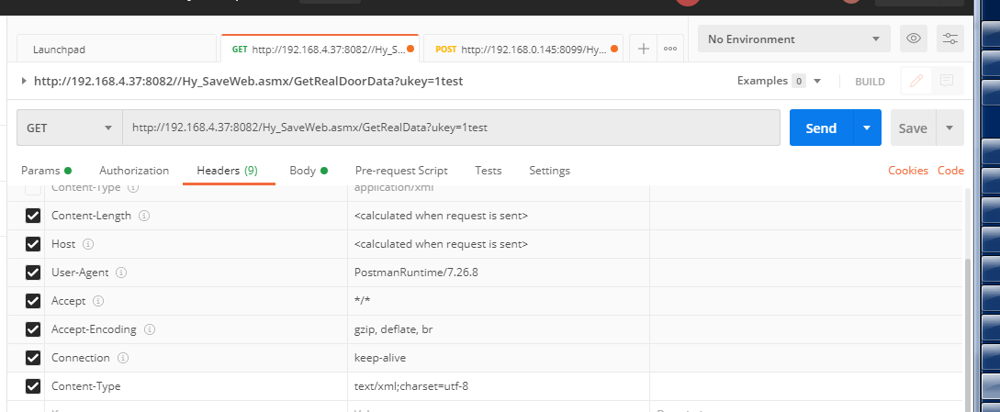 No Environment
Launchpad
GET http://192.168.4.37:8082//Hy_S...
POST http://192.168.0.145:8099/Hy...
http://192.168.4.37:8082//Hy_SaveWeb.asmx/GetRealDoorData?ukey=1test
Examples 0
BUILD
GET http://192.168.4.37:8082/Hy_SaveWeb.asmx/GetRealData?ukey=1test
Send
Save
Params Authorization Headers (9) Body Pre-request Script Tests Settings
Cookies Code
Content-Type application/xml
Content-Length <calculated when request is sent>
Host <calculated when request is sent>
User-Agent PostmanRuntime/7.26.8
Accept */*
Accept-Encoding gzip, deflate, br
Connection keep-alive
Content-Type text/xml;charset=utf-8